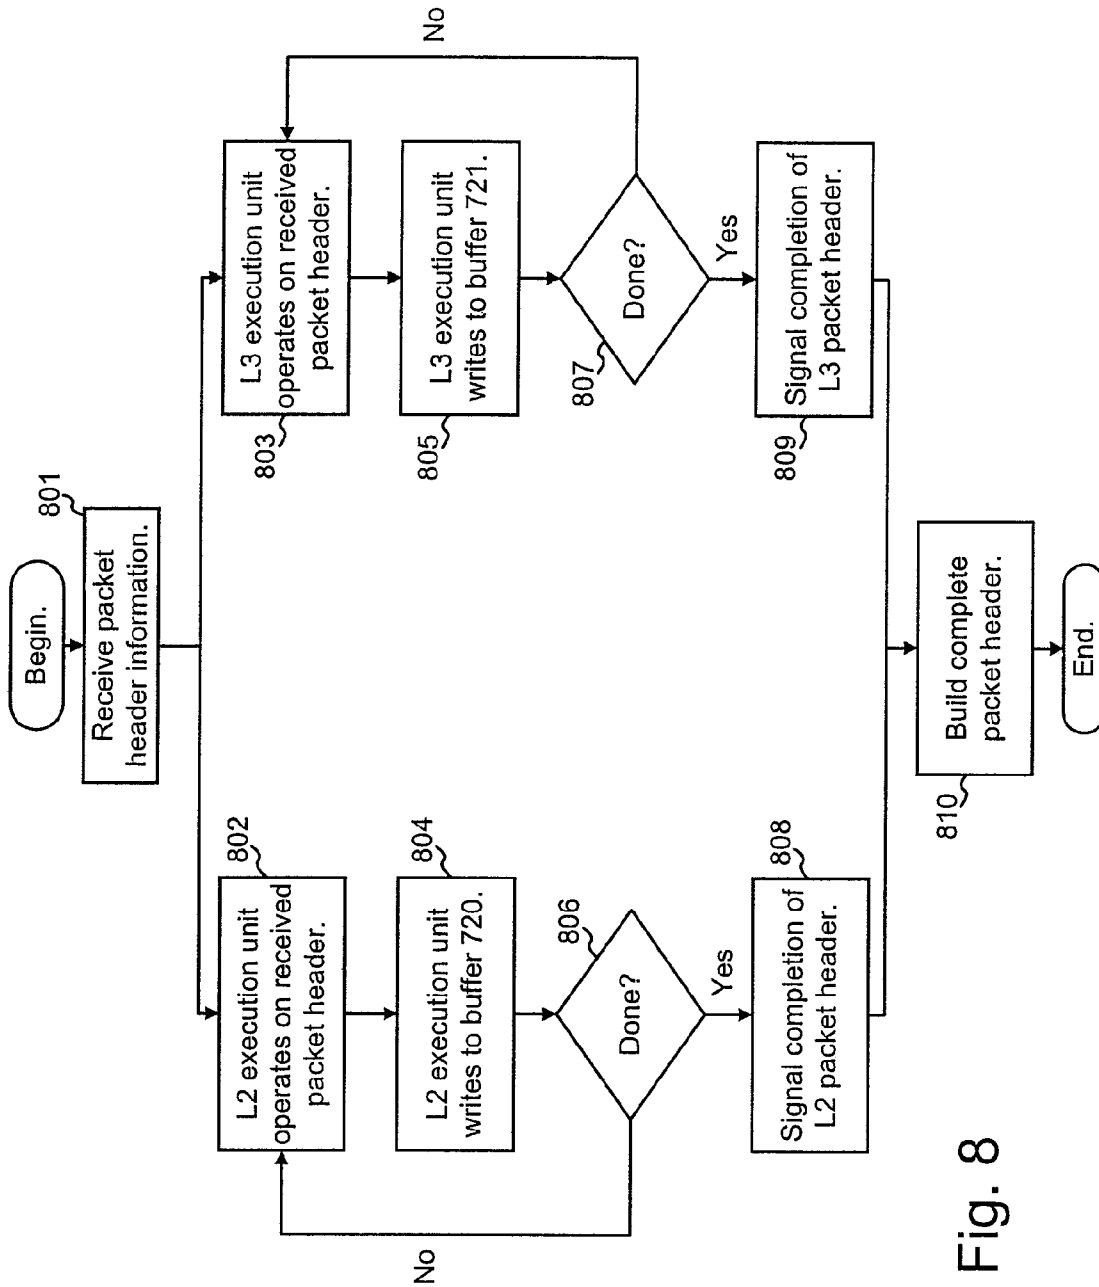 Begin.
801
Receive packet
header information.
802
L2 execution unit
operates on received
packet header.
804
L2 execution unit
writes to buffer 720.
806
Done?
No
Yes
808
Signal completion of
L2 packet header.
803
L3 execution unit
operates on received
packet header.
805
L3 execution unit
writes to buffer 721.
807
Done?
No
Yes
809
Signal completion of
L3 packet header.
810
Build complete
packet header.
End.
Fig. 8